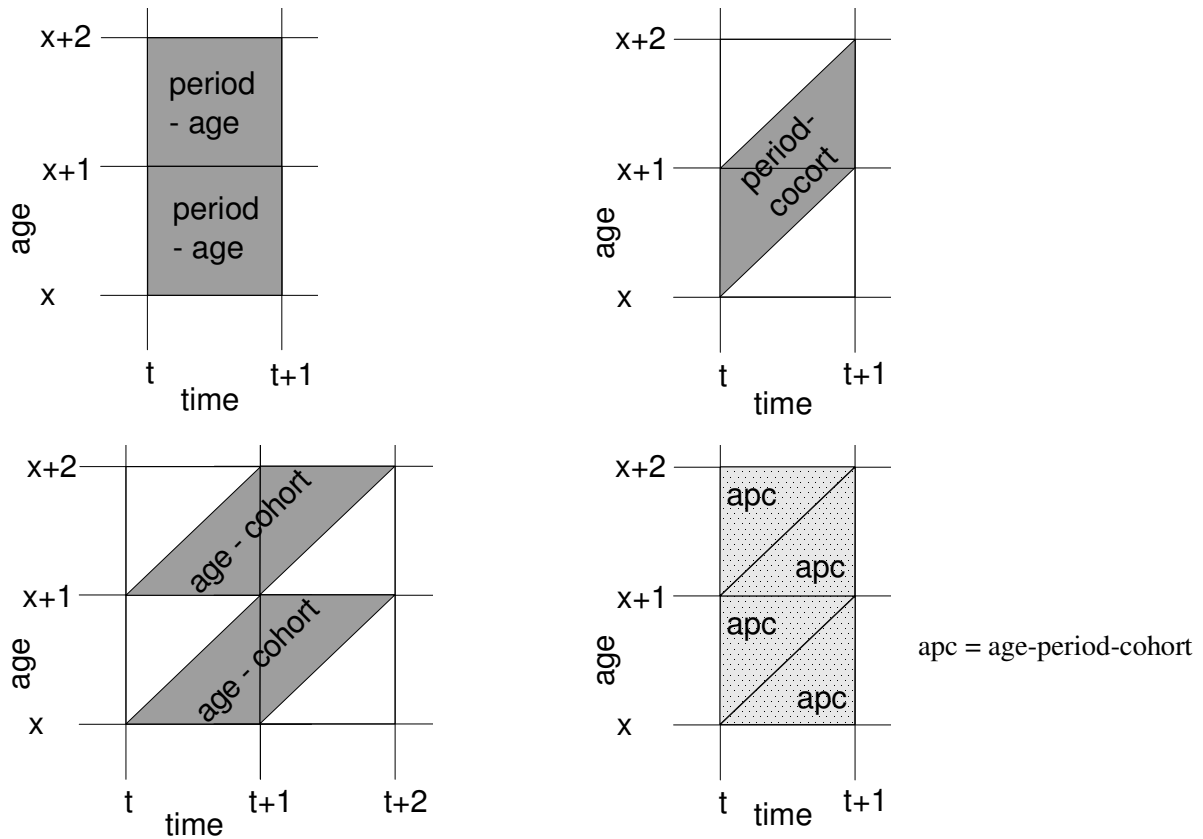 x+2
period
- age
x+1
period
- age
age
x
t
t+1
time
x+2
period-
cocort
x+1
age
x
t
t+1
time
x+2
age - cohort
x+1
age - cohort
age
x
t
t+1
t+2
time
x+2
apc
apc
x+1
apc
apc
age
x
t
t+1
time
apc = age-period-cohort